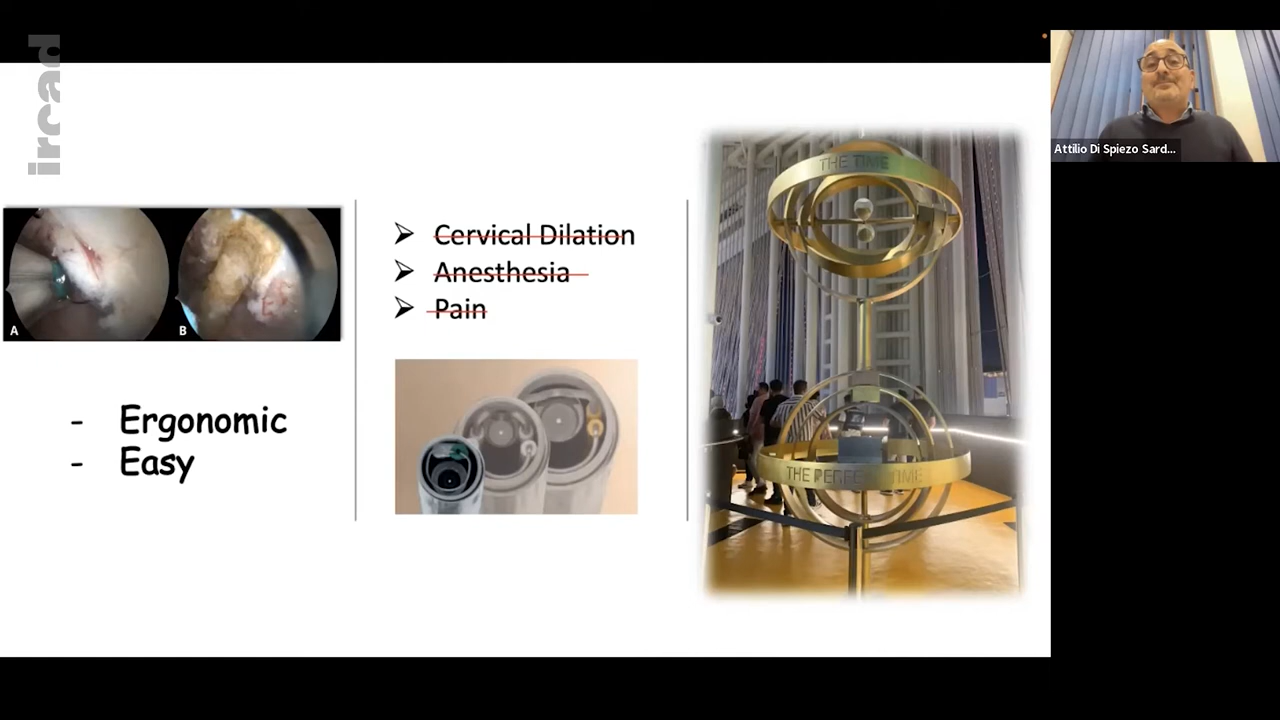 ircad
A
B
- Ergonomic
- Easy
➢ Cervical Dilation
➢ Anesthesia
➢ Pain
THE TIME
THE PERFECT TIME
Attilio Di Spiezo Sard...